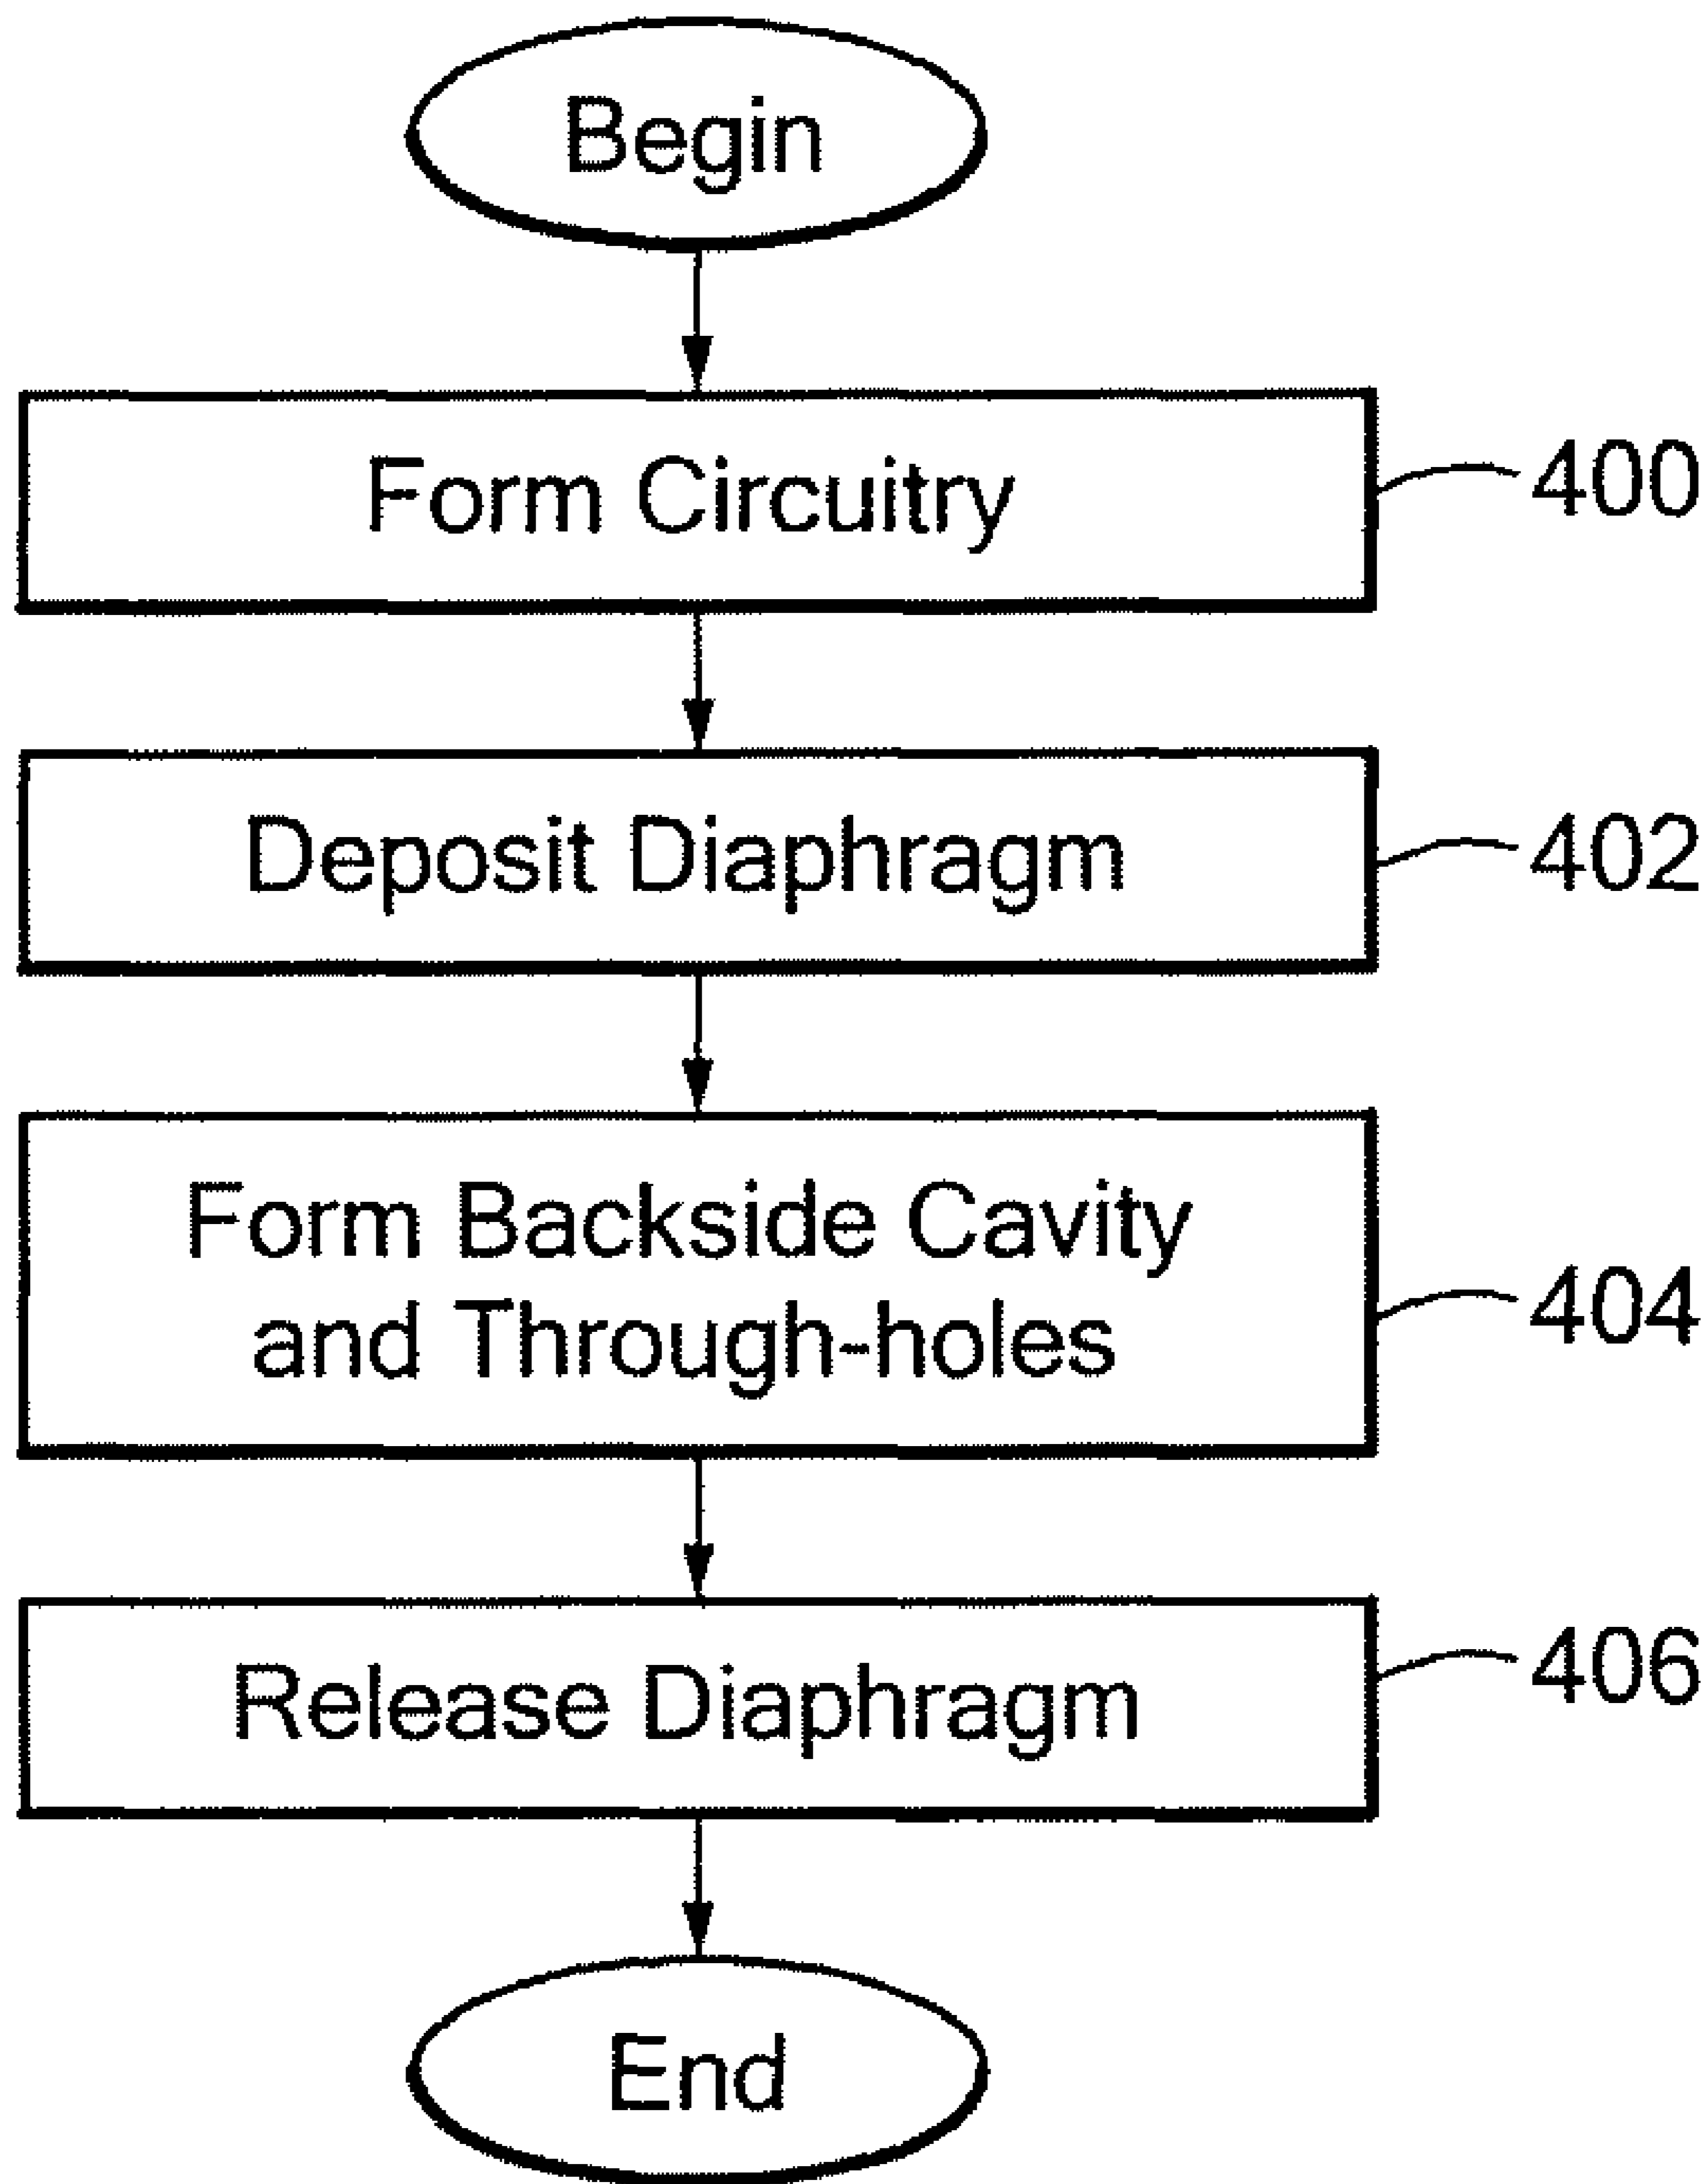 Begin
Form Circuitry
400
Deposit Diaphragm
402
Form Backside Cavity
and Through-holes
404
Release Diaphragm
406
End